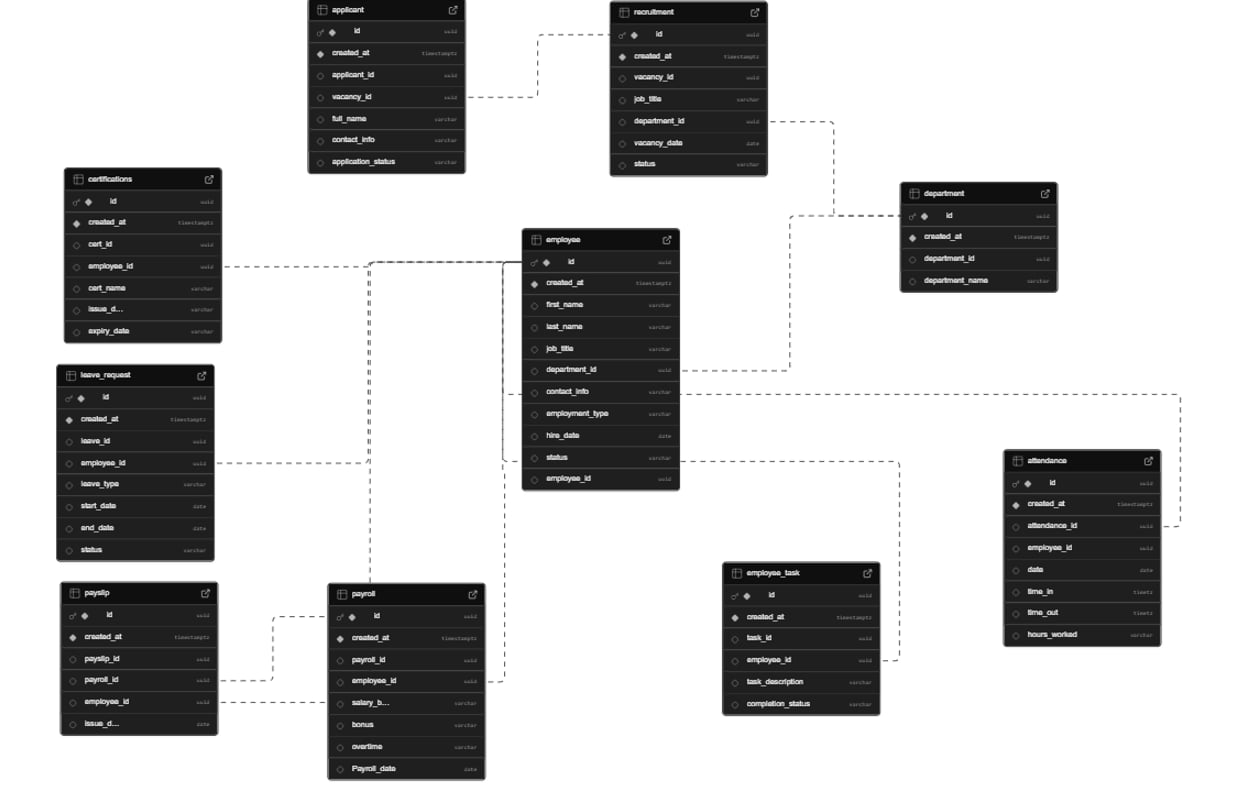 applicant
id uuid
created_at timestamptz
applicant_id uuid
vacancy_id uuid
full_name varchar
contact_info varchar
application_status varchar
recruitment
id uuid
created_at timestamptz
vacancy_id uuid
job_title varchar
department_id uuid
vacancy_date date
status varchar
certifications
id uuid
created_at timestamptz
cert_id uuid
employee_id uuid
cert_name varchar
issue_d... varchar
expiry_date varchar
department
id uuid
created_at timestamptz
department_id uuid
department_name varchar
employee
id uuid
created_at timestamptz
first_name varchar
last_name varchar
job_title varchar
department_id uuid
contact_info varchar
employment_type varchar
hire_date date
status varchar
employee_id uuid
leave_request
id uuid
created_at timestamptz
leave_id uuid
employee_id uuid
leave_type varchar
start_date date
end_date date
status varchar
attendance
id uuid
created_at timestamptz
attendance_id uuid
employee_id uuid
date date
time_in timetz
time_out timetz
hours_worked varchar
employee_task
id uuid
created_at timestamptz
task_id uuid
employee_id uuid
task_description varchar
completion_status varchar
payslip
id uuid
created_at timestamptz
payslip_id uuid
payroll_id uuid
employee_id uuid
issue_d... date
payroll
id uuid
created_at timestamptz
payroll_id uuid
employee_id uuid
salary_b... varchar
bonus varchar
overtime varchar
Payroll_date date